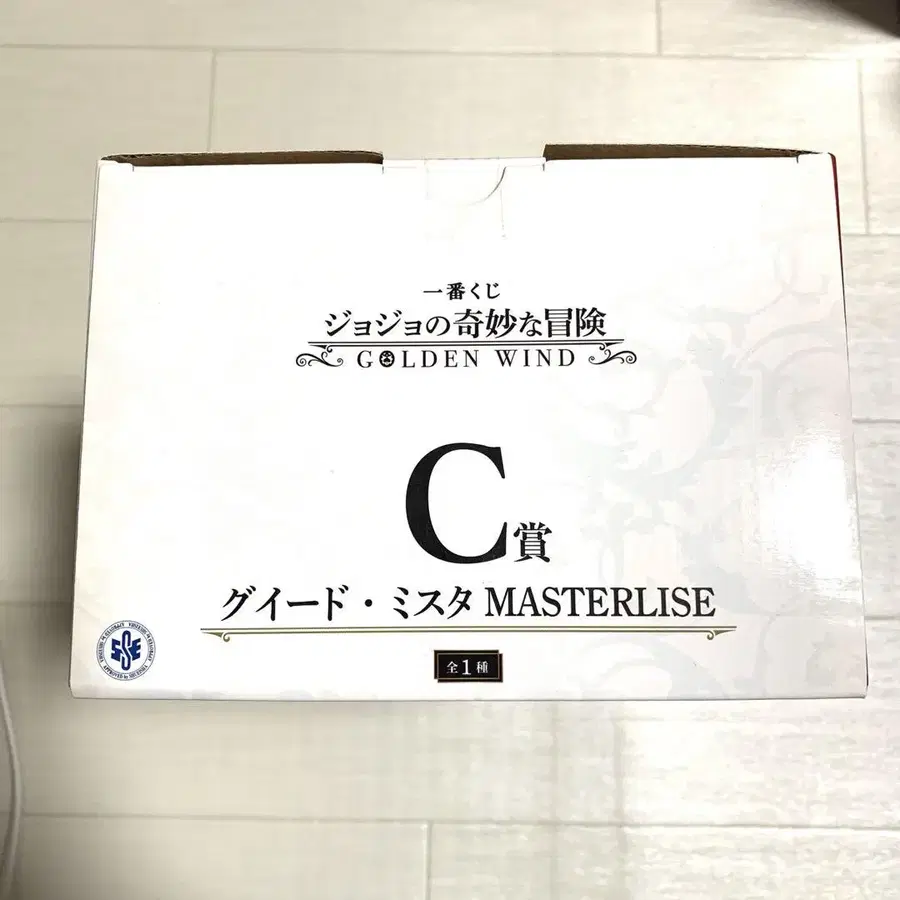 一番くじ
ジョジョの奇妙な冒険
GOLDEN WIND
C賞
グイード・ミスタ MASTERLISE
全1種